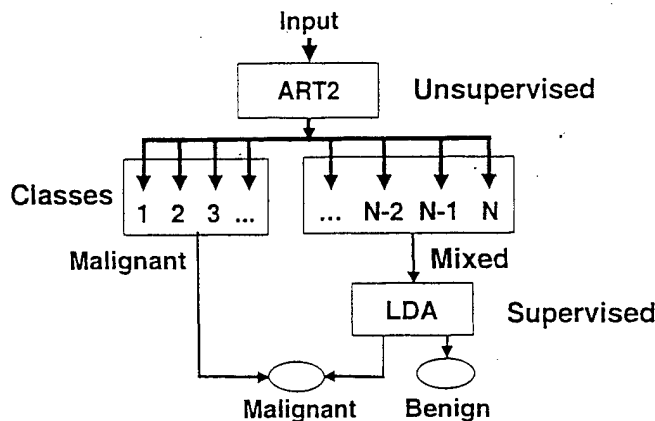 Input
ART2
Unsupervised
Classes
1 2 3 ...
... N-2 N-1 N
Malignant
Mixed
LDA
Supervised
Malignant
Benign